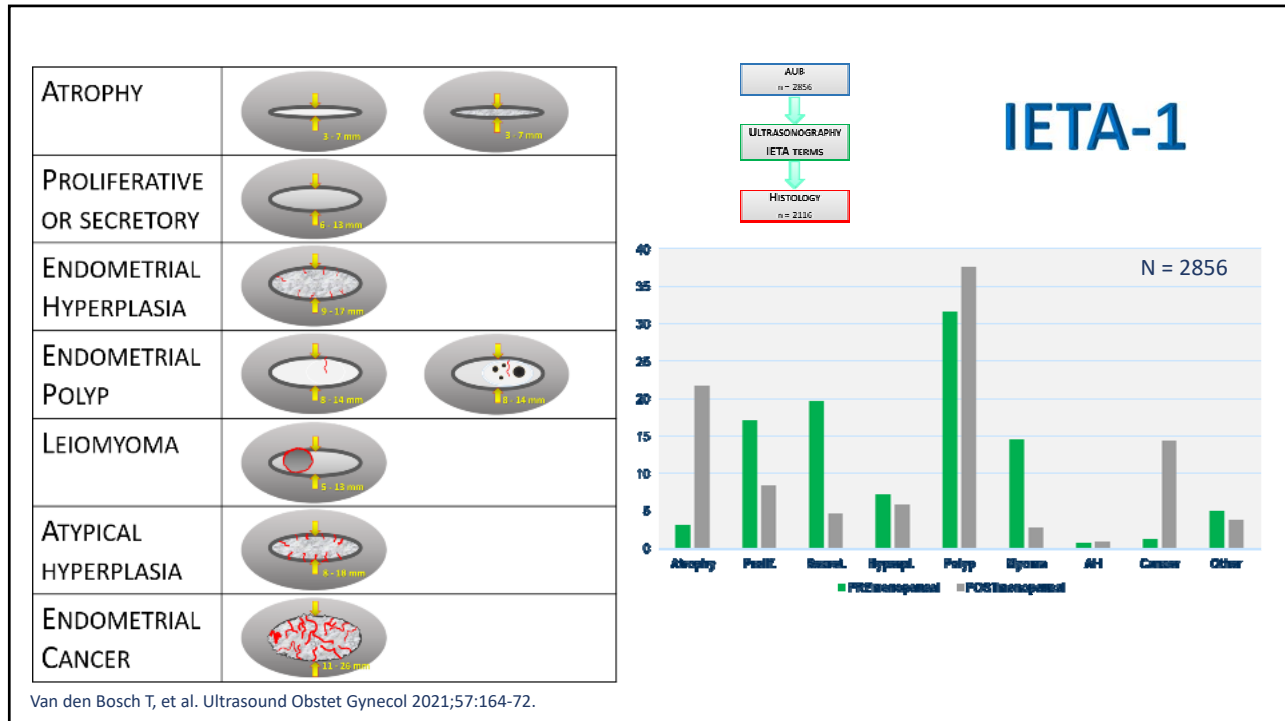 ATROPHY
3 - 7 mm
3 - 7 mm
PROLIFERATIVE
OR SECRETORY
6 - 13 mm
ENDOMETRIAL
HYPERPLASIA
9 - 17 mm
ENDOMETRIAL
POLYP
8 - 14 mm
8 - 14 mm
LEIOMYOMA
5 - 13 mm
ATYPICAL
HYPERPLASIA
8 - 18 mm
ENDOMETRIAL
CANCER
11 - 26 mm
Van den Bosch T, et al. Ultrasound Obstet Gynecol 2021;57:164-72.
AUB
n = 2856
ULTRASONOGRAPHY
IETA TERMS
HISTOLOGY
n = 2116
IETA-1
N = 2856
40
35
30
25
20
15
10
5
0
Atrophy Prolif. Secret. Hyperpl. Polyp Myoma AH Cancer Other
PREmenopausal POSTmenopausal